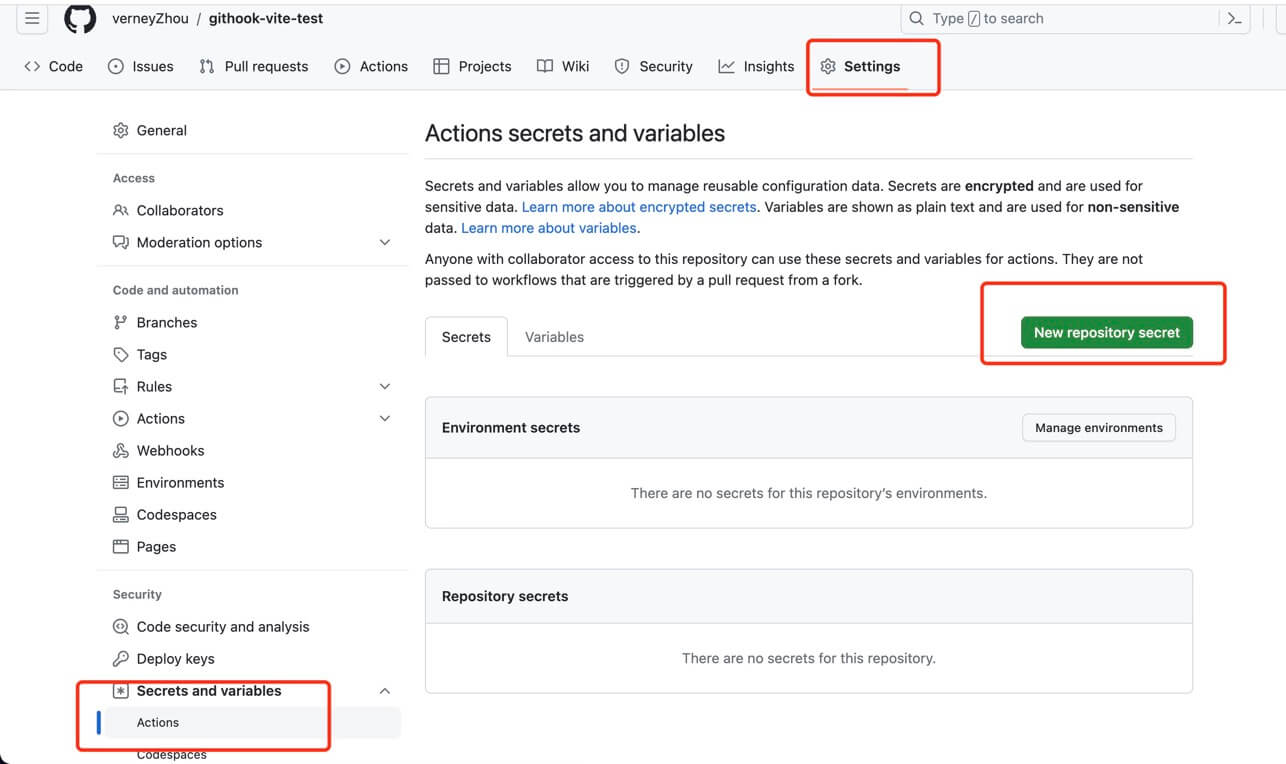 verneyZhou / githook-vite-test
Type / to search
Code Issues Pull requests Actions Projects Wiki Security Insights Settings
General
Access
Collaborators
Moderation options
Code and automation
Branches
Tags
Rules
Actions
Webhooks
Environments
Codespaces
Pages
Security
Code security and analysis
Deploy keys
Secrets and variables
Actions
Codespaces
Actions secrets and variables
Secrets and variables allow you to manage reusable configuration data. Secrets are encrypted and are used for
sensitive data. Learn more about encrypted secrets. Variables are shown as plain text and are used for non-sensitive
data. Learn more about variables.
Anyone with collaborator access to this repository can use these secrets and variables for actions. They are not
passed to workflows that are triggered by a pull request from a fork.
Secrets Variables
New repository secret
Environment secrets
Manage environments
There are no secrets for this repository's environments.
Repository secrets
There are no secrets for this repository.